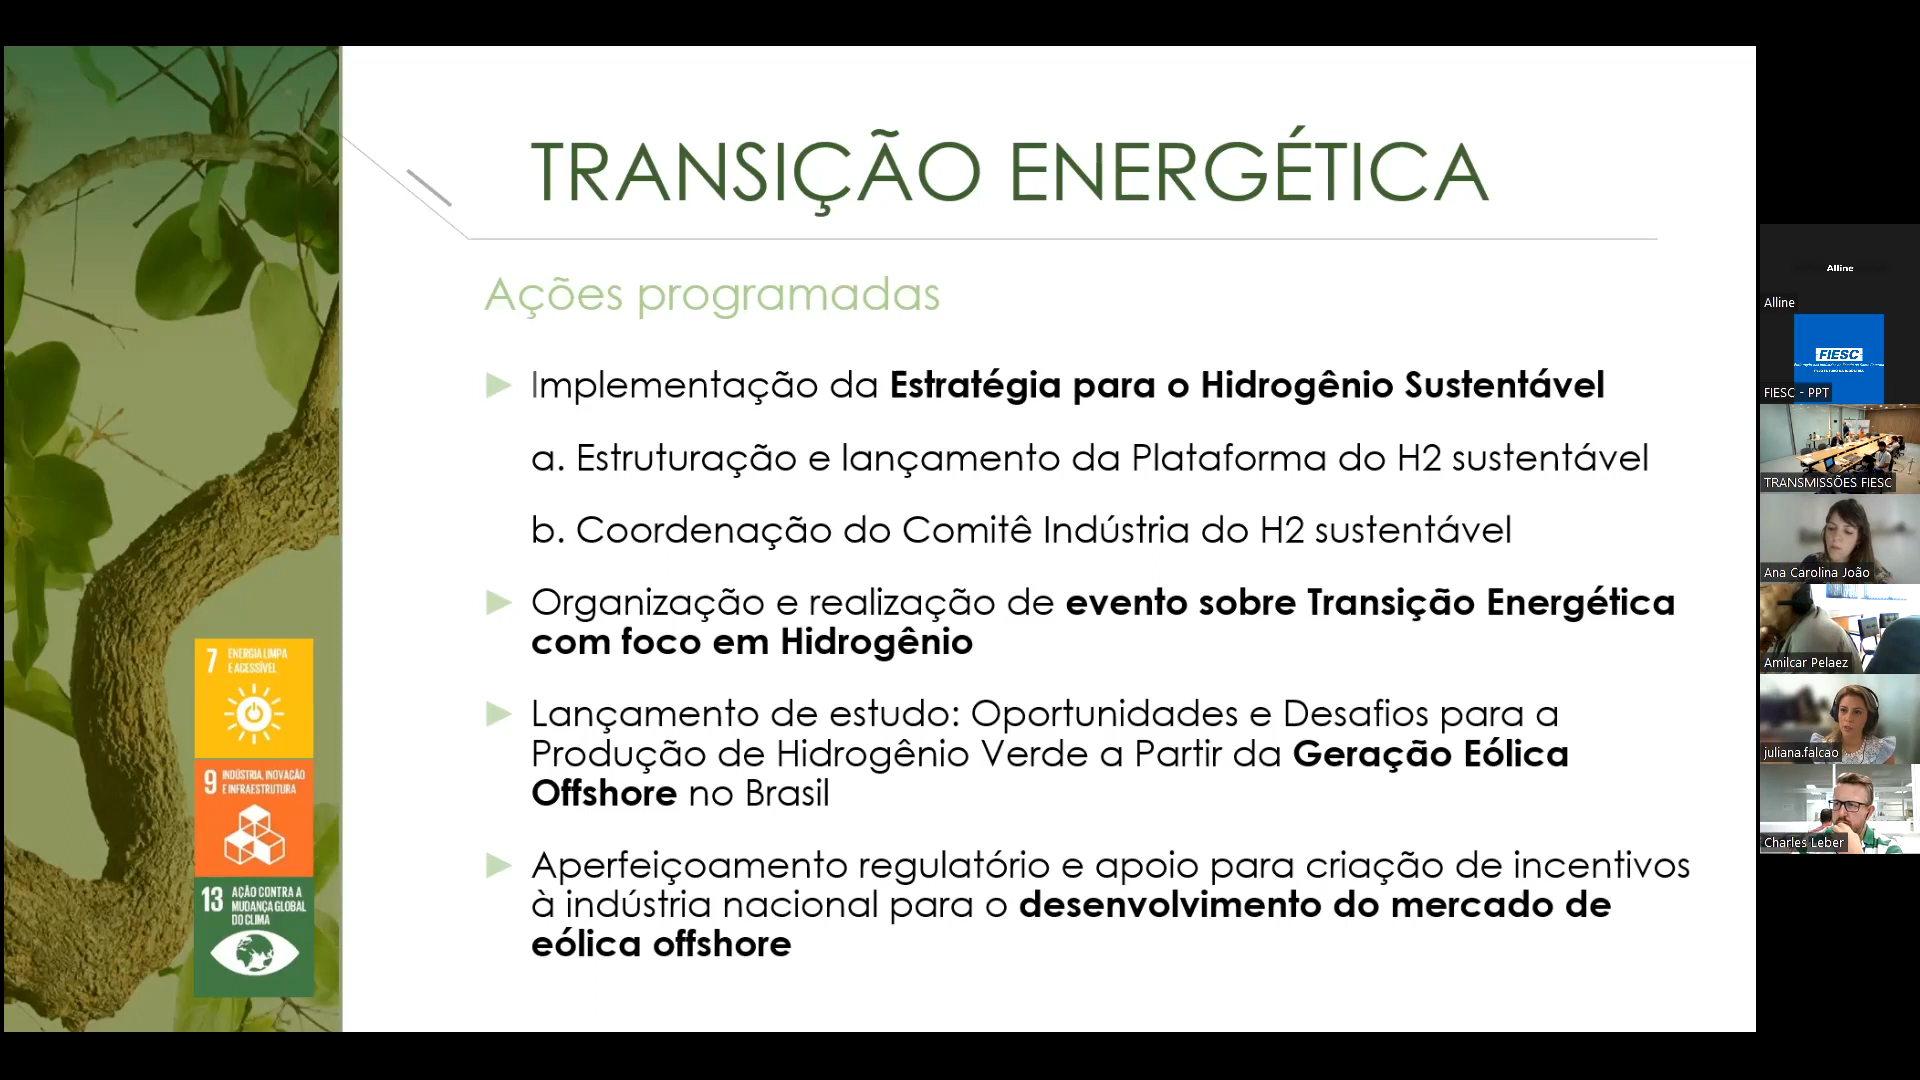 TRANSIÇÃO ENERGÉTICA
Ações programadas
Implementação da Estratégia para o Hidrogênio Sustentável
a. Estruturação e lançamento da Plataforma do H2 sustentável
b. Coordenação do Comitê Indústria do H2 sustentável
Organização e realização de evento sobre Transição Energética
com foco em Hidrogênio
Lançamento de estudo: Oportunidades e Desafios para a
Produção de Hidrogênio Verde a Partir da Geração Eólica
Offshore no Brasil
Aperfeiçoamento regulatório e apoio para criação de incentivos
à indústria nacional para o desenvolvimento do mercado de
eólica offshore
7 ENERGIA LIMPA
E ACESSÍVEL
9 INDÚSTRIA, INOVAÇÃO
E INFRAESTRUTURA
13 AÇÃO CONTRA A
MUDANÇA GLOBAL
DO CLIMA
Alline
Alline
FIESC
FIESC - PPT
TRANSMISSÕES FIESC
Ana Carolina João
Amilcar Pelaez
juliana.falcao
Charles Leber